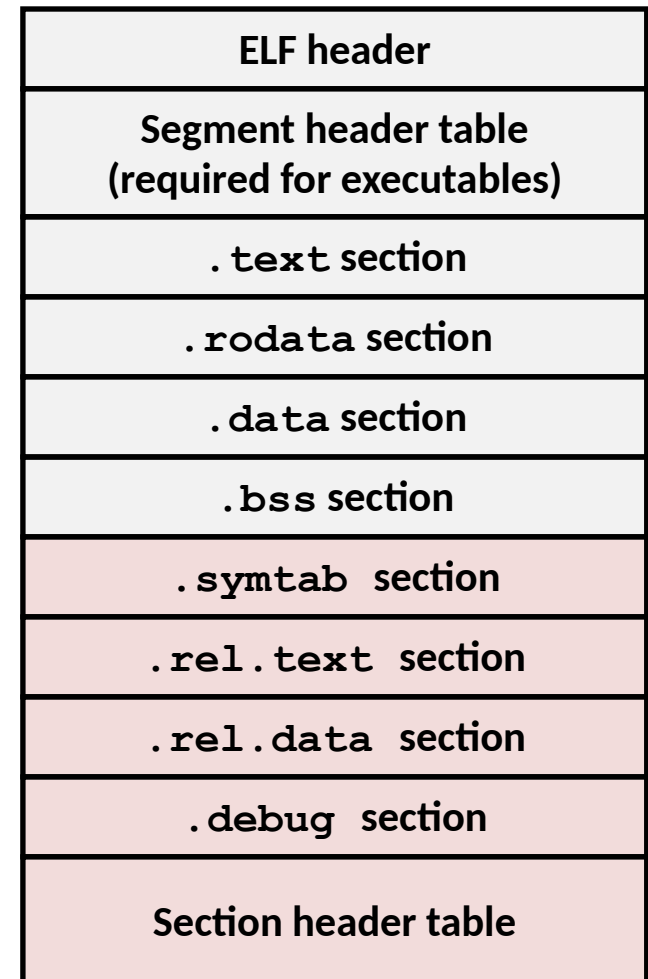 ELF header
Segment header table
(required for executables)
.text section
.rodata section
.data section
.bss section
.symtab section
.rel.text section
.rel.data section
.debug section
Section header table